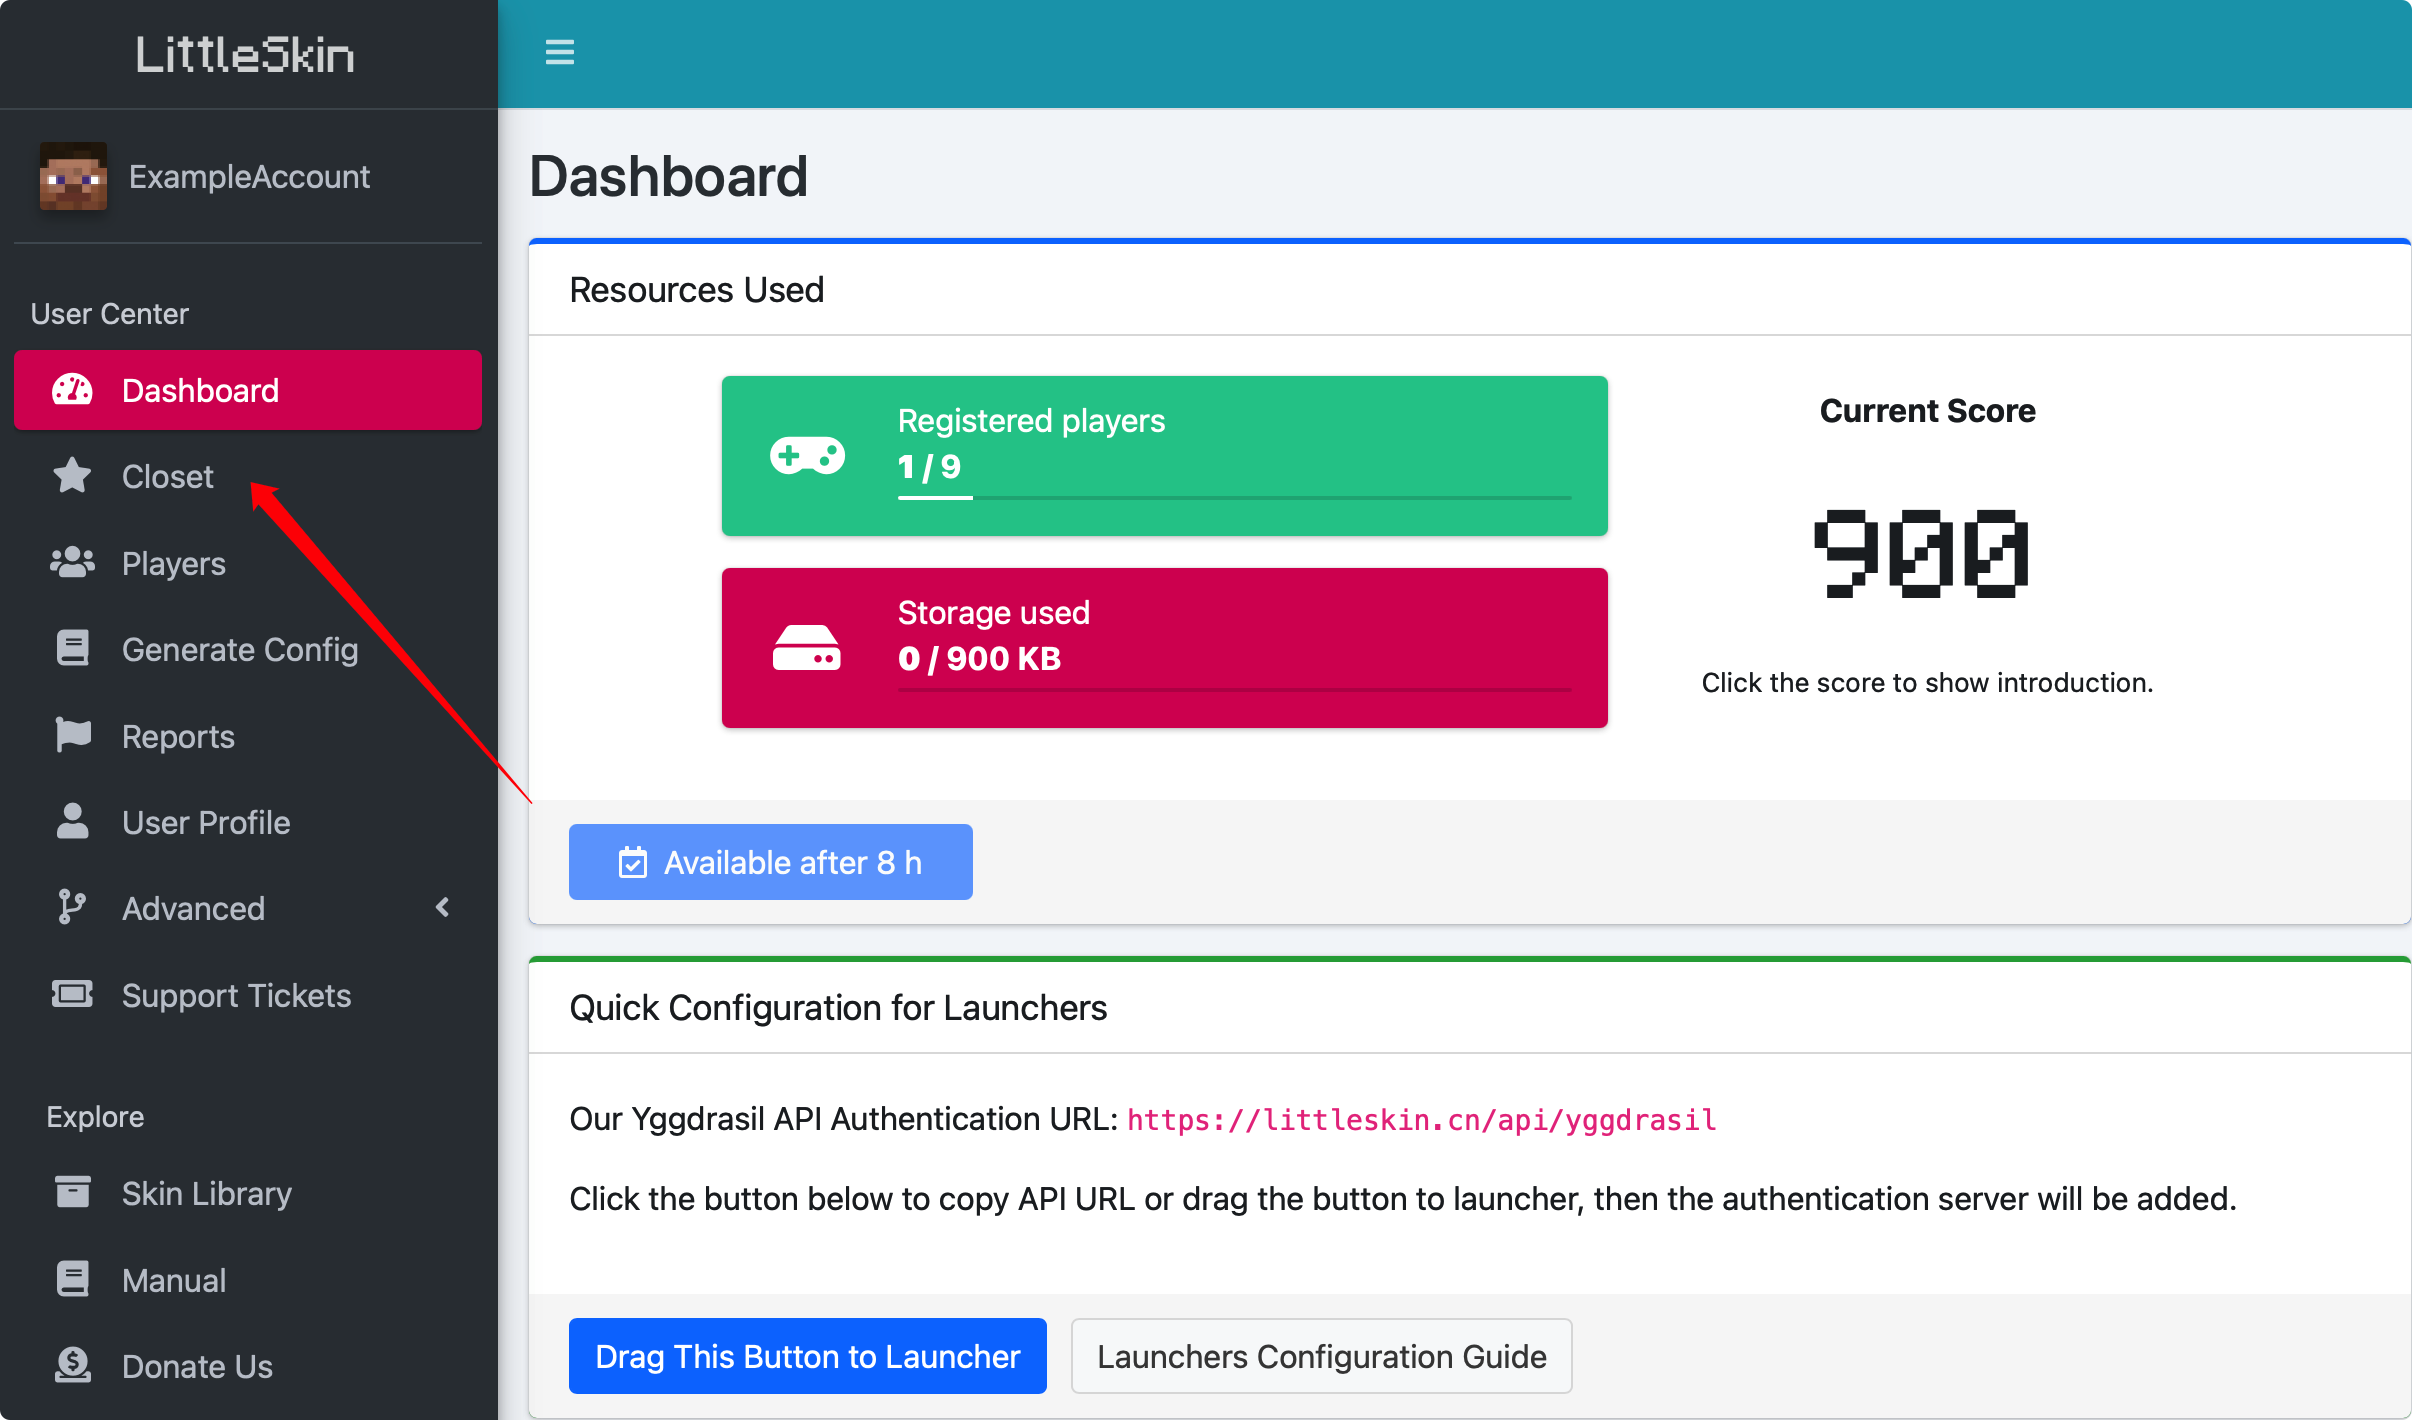 LittleSkin
ExampleAccount
User Center
Dashboard
Closet
Players
Generate Config
Reports
User Profile
Advanced
Support Tickets
Explore
Skin Library
Manual
Donate Us
Dashboard
Resources Used
Registered players
1 / 9
Storage used
0 / 900 KB
Current Score
900
Click the score to show introduction.
Available after 8 h
Quick Configuration for Launchers
Our Yggdrasil API Authentication URL: https://littleskin.cn/api/yggdrasil
Click the button below to copy API URL or drag the button to launcher, then the authentication server will be added.
Drag This Button to Launcher
Launchers Configuration Guide